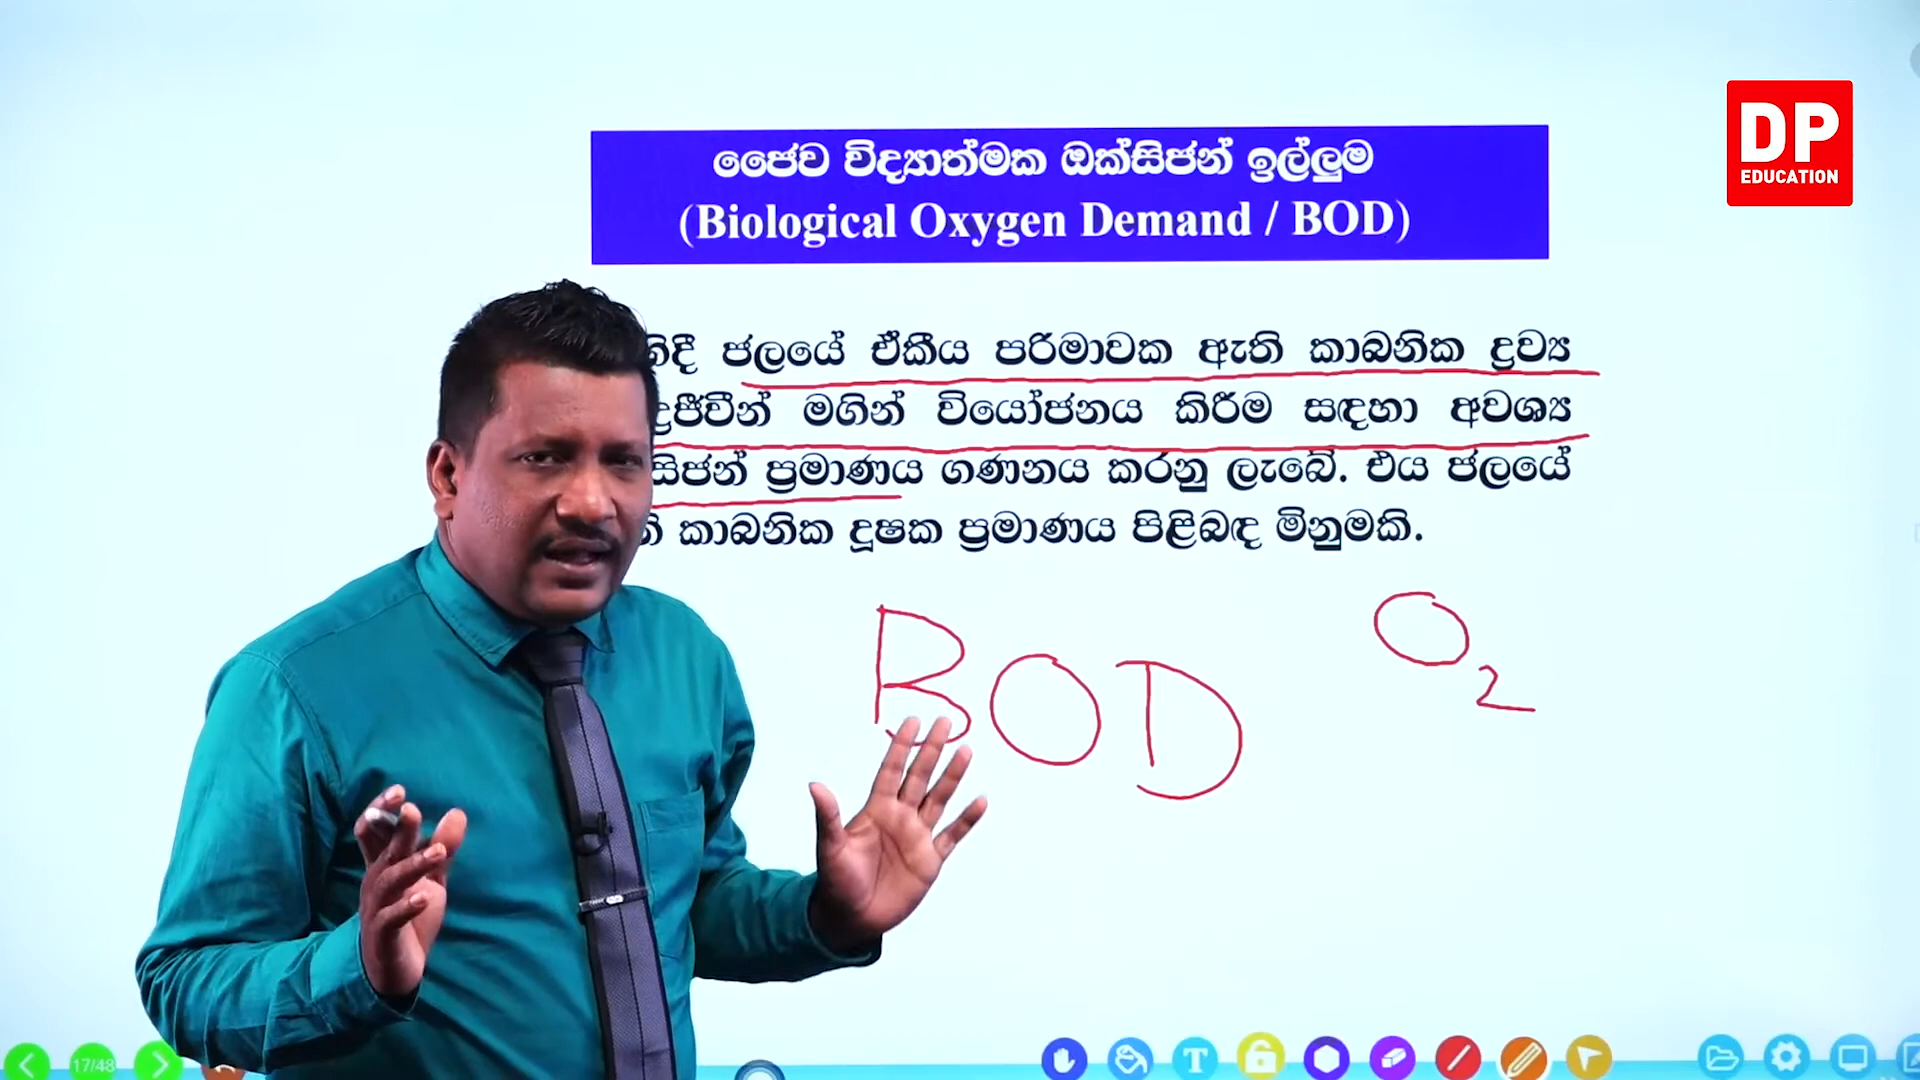 ජෛව විද්‍යාත්මක ඔක්සිජන් ඉල්ලුම
(Biological Oxygen Demand / BOD)
DP
EDUCATION
ජලයේ ඒකීය පරිමාවක ඇති කාබනික ද්‍රව්‍ය
මගින් වියෝජනය කිරීම සඳහා අවශ්‍ය
ප්‍රමාණය ගණනය කරනු ලැබේ. එය ජලයේ
කාබනික දූෂක ප්‍රමාණය පිළිබඳ මිනුමකි.
BOD
O2
17/48
T